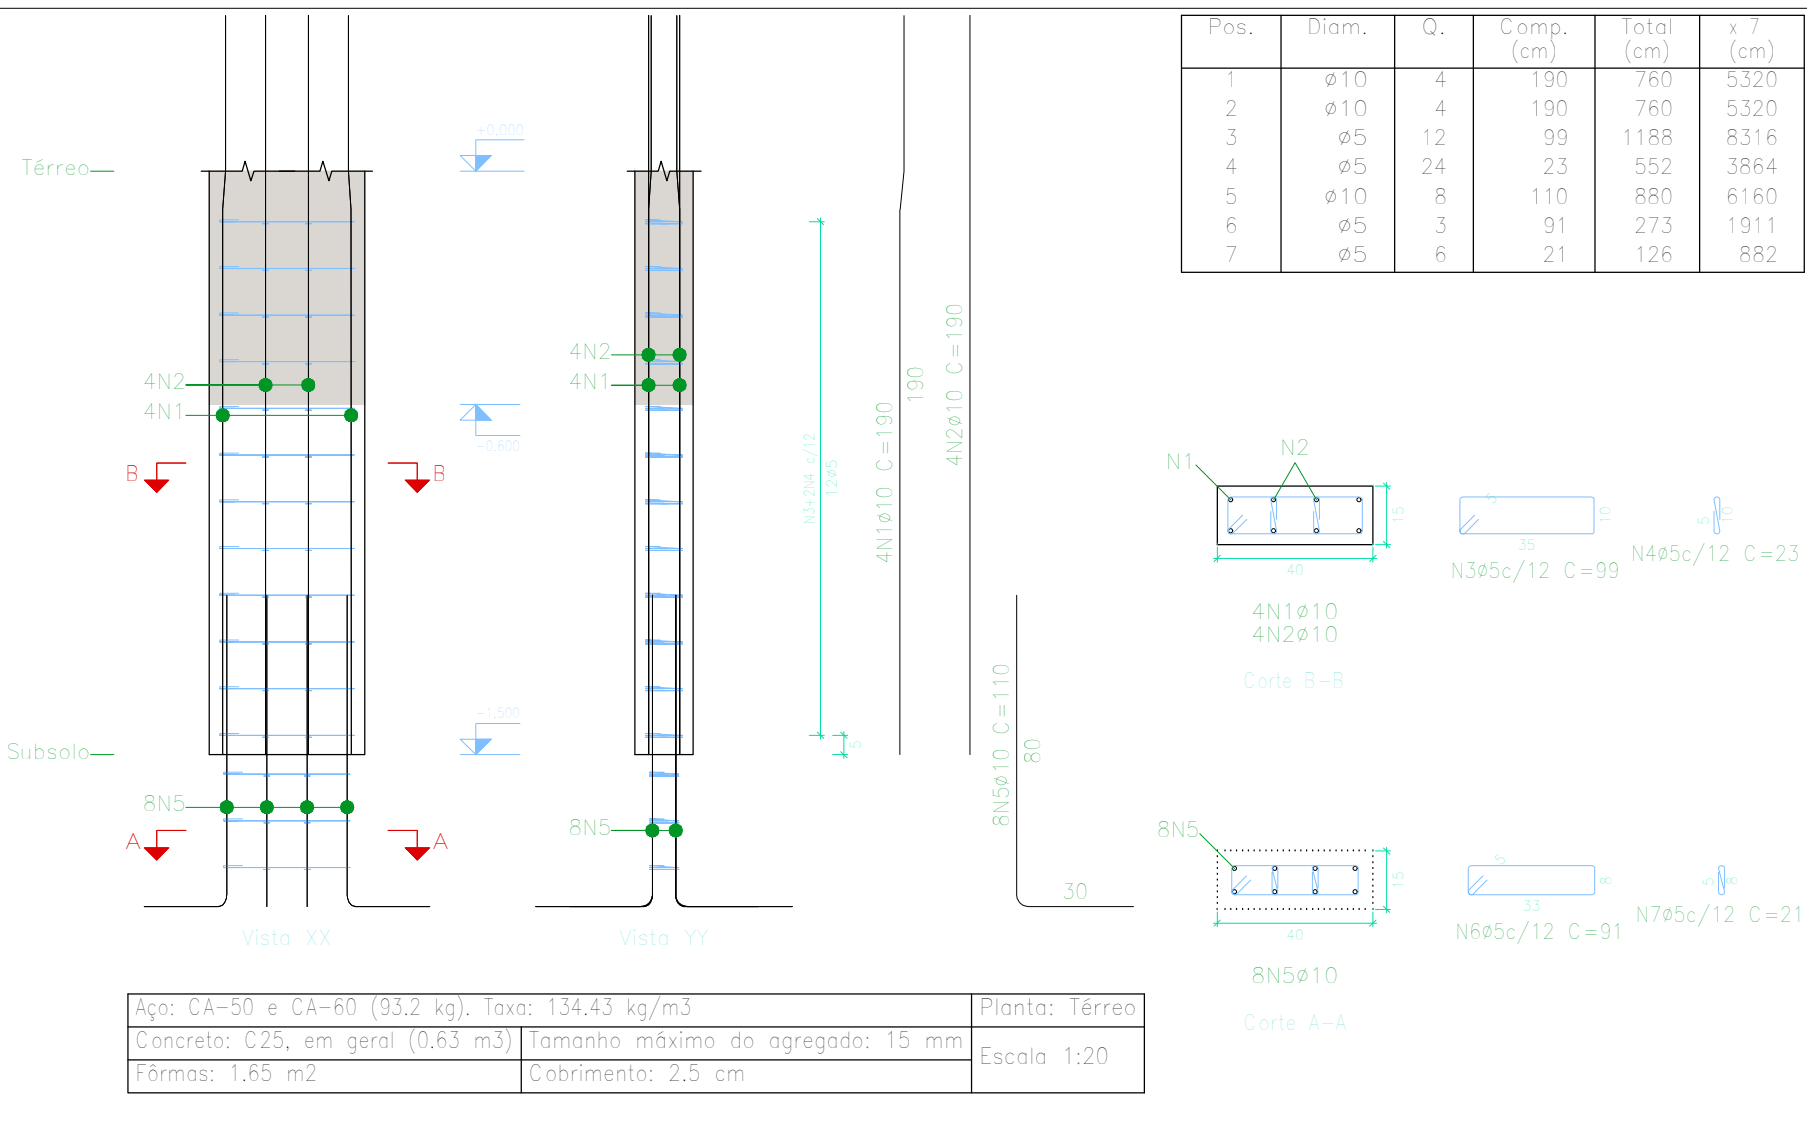 Pos. Diam. Q. Comp. (cm) Total (cm) x 7 (cm)
1 ø10 4 190 760 5320
2 ø10 4 190 760 5320
3 ø5 12 99 1188 8316
4 ø5 24 23 552 3864
5 ø10 8 110 880 6160
6 ø5 3 91 273 1911
7 ø5 6 21 126 882
Térreo
+0.000
4N2
4N1
4N2
4N1
-0.600
B B
Subsolo
-1.500
8N5
8N5
A A
Vista XX
Vista YY
N3+2N4 c/12
12ø5
5
4N1ø10 C=190
190
4N2ø10 C=190
8N5ø10 C=110
80
30
N1
N2
15
40
4N1ø10
4N2ø10
Corte B-B
5
10
35
N3ø5c/12 C=99
5
10
N4ø5c/12 C=23
8N5
15
40
8N5ø10
Corte A-A
5
8
33
N6ø5c/12 C=91
5
8
N7ø5c/12 C=21
Aço: CA-50 e CA-60 (93.2 kg). Taxa: 134.43 kg/m3
Planta: Térreo
Concreto: C25, em geral (0.63 m3)
Tamanho máximo do agregado: 15 mm
Escala 1:20
Fôrmas: 1.65 m2
Cobrimento: 2.5 cm